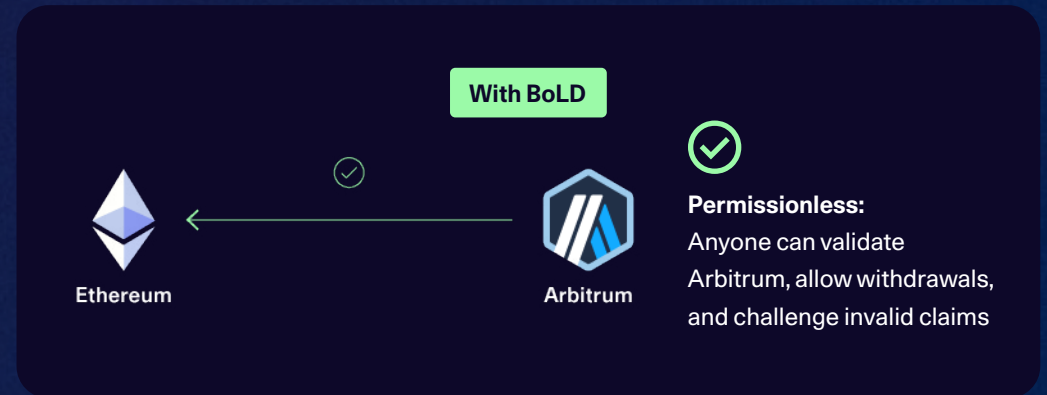 With BoLD
Ethereum
Arbitrum
Permissionless:
Anyone can validate
Arbitrum, allow withdrawals,
and challenge invalid claims